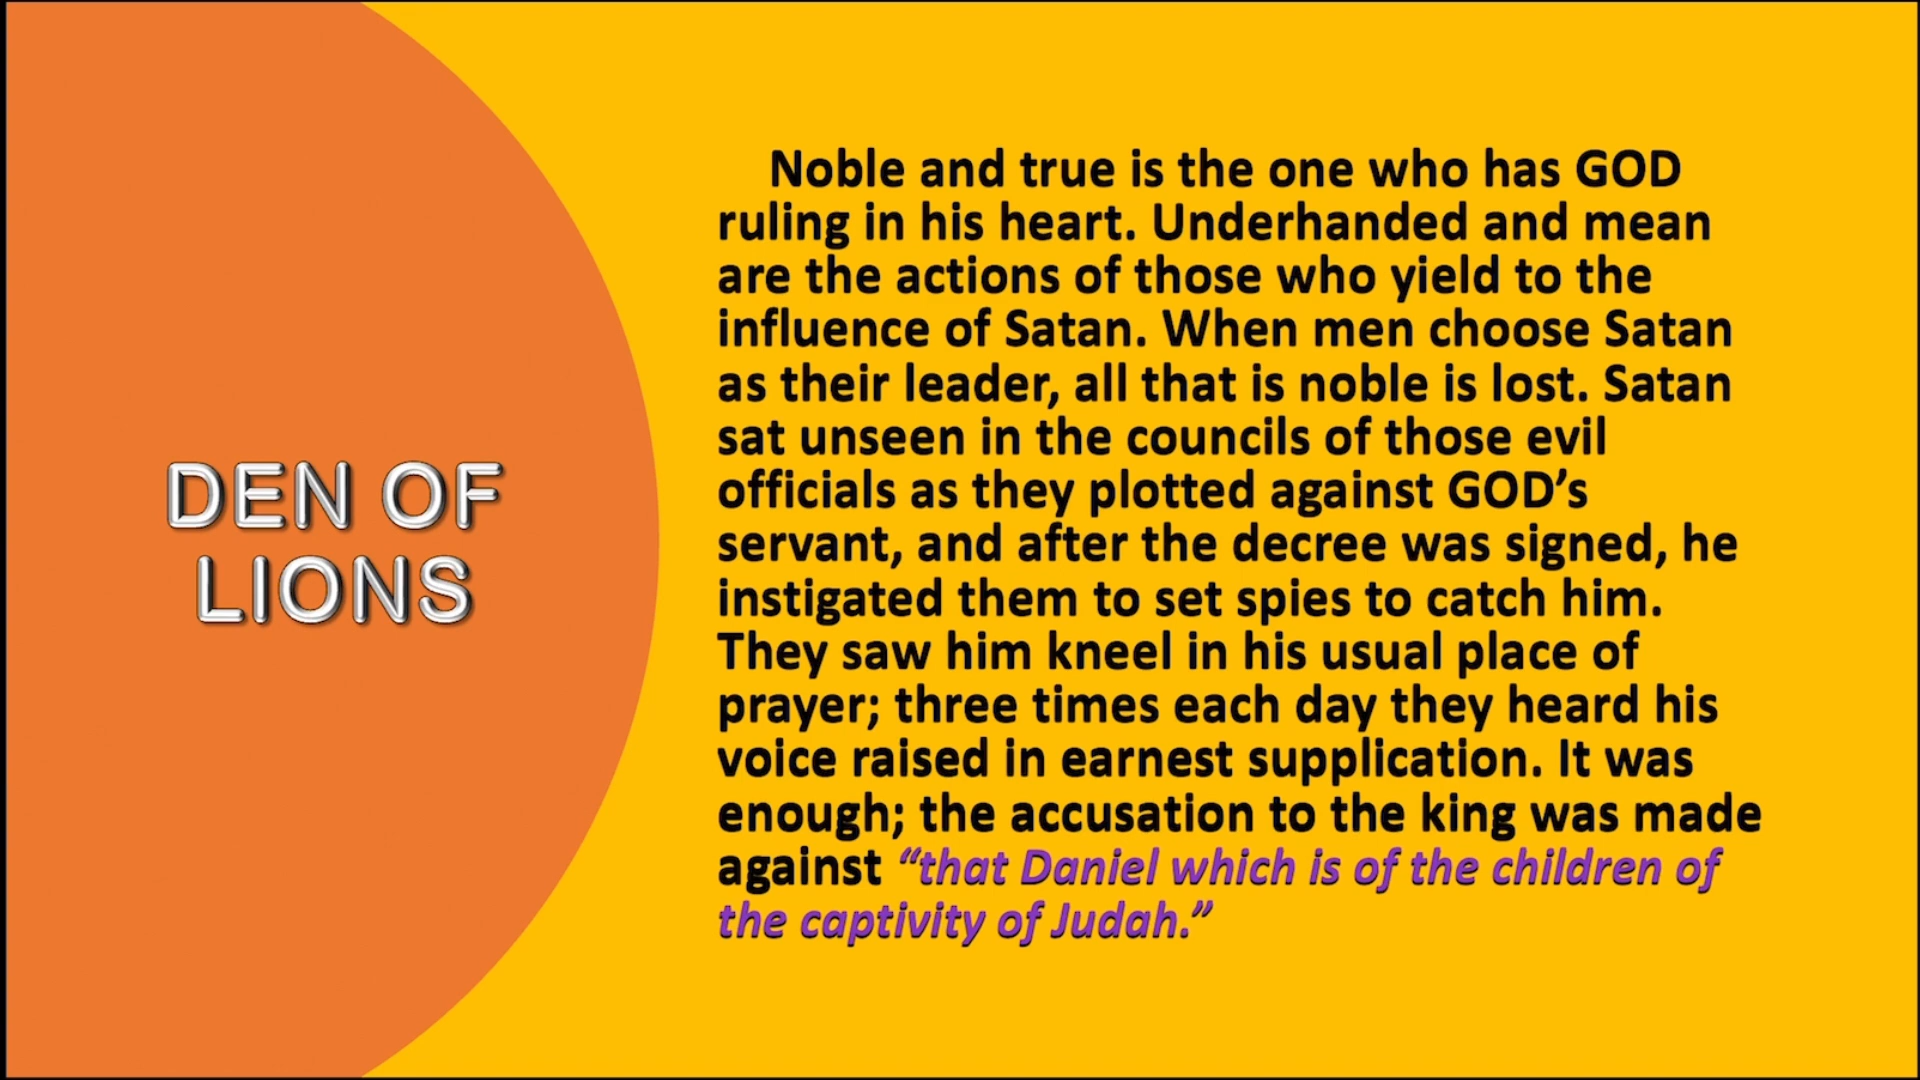 DEN OF
LIONS
Noble and true is the one who has GOD
ruling in his heart. Underhanded and mean
are the actions of those who yield to the
influence of Satan. When men choose Satan
as their leader, all that is noble is lost. Satan
sat unseen in the councils of those evil
officials as they plotted against GOD’s
servant, and after the decree was signed, he
instigated them to set spies to catch him.
They saw him kneel in his usual place of
prayer; three times each day they heard his
voice raised in earnest supplication. It was
enough; the accusation to the king was made
against “that Daniel which is of the children of
the captivity of Judah.”